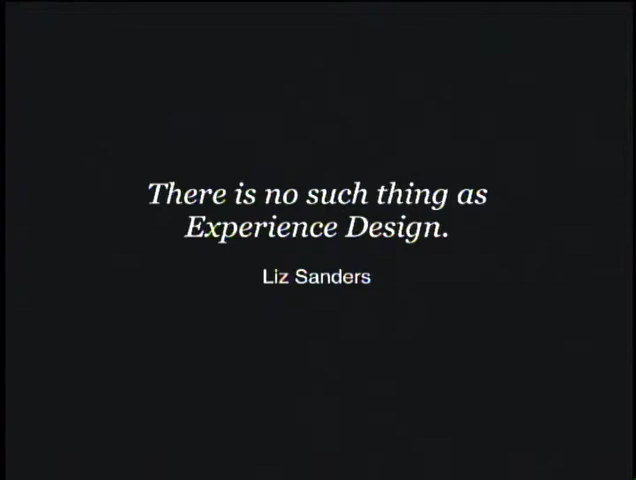 There is no such thing as
Experience Design.
Liz Sanders